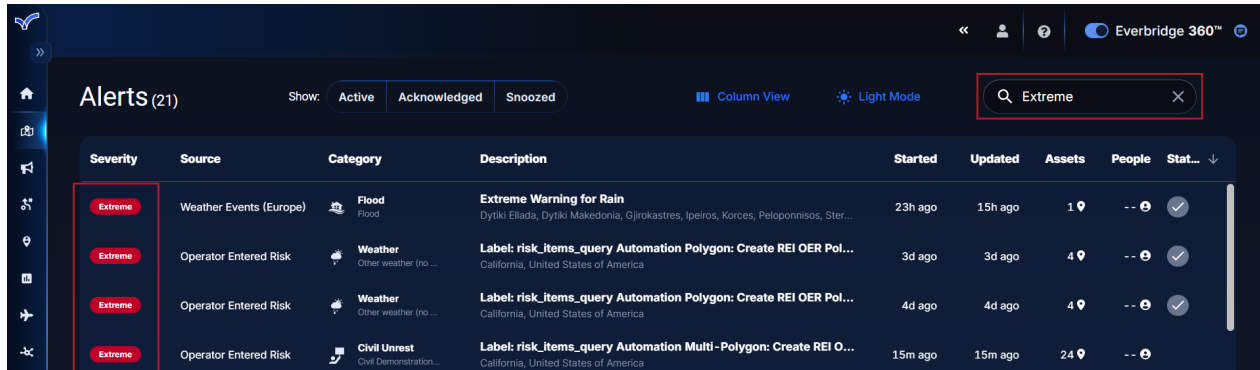 Everbridge 360™
Alerts (21)
Show:
Active
Acknowledged
Snoozed
Column View
Light Mode
Extreme
Severity Source Category Description Started Updated Assets People Stat...
Extreme Weather Events (Europe) Flood Extreme Warning for Rain 23h ago 15h ago 1 --
Flood Dytiki Ellada, Dytiki Makedonia, Gjirokastres, Ipeiros, Korces, Peloponnisos, Ster...
Extreme Operator Entered Risk Weather Label: risk_items_query Automation Polygon: Create REI OER Pol... 3d ago 3d ago 4 --
Other weather (no ... California, United States of America
Extreme Operator Entered Risk Weather Label: risk_items_query Automation Polygon: Create REI OER Pol... 4d ago 4d ago 4 --
Other weather (no ... California, United States of America
Extreme Operator Entered Risk Civil Unrest Label: risk_items_query Automation Multi-Polygon: Create REI O... 15m ago 15m ago 24 --
Civil Demonstration... California, United States of America